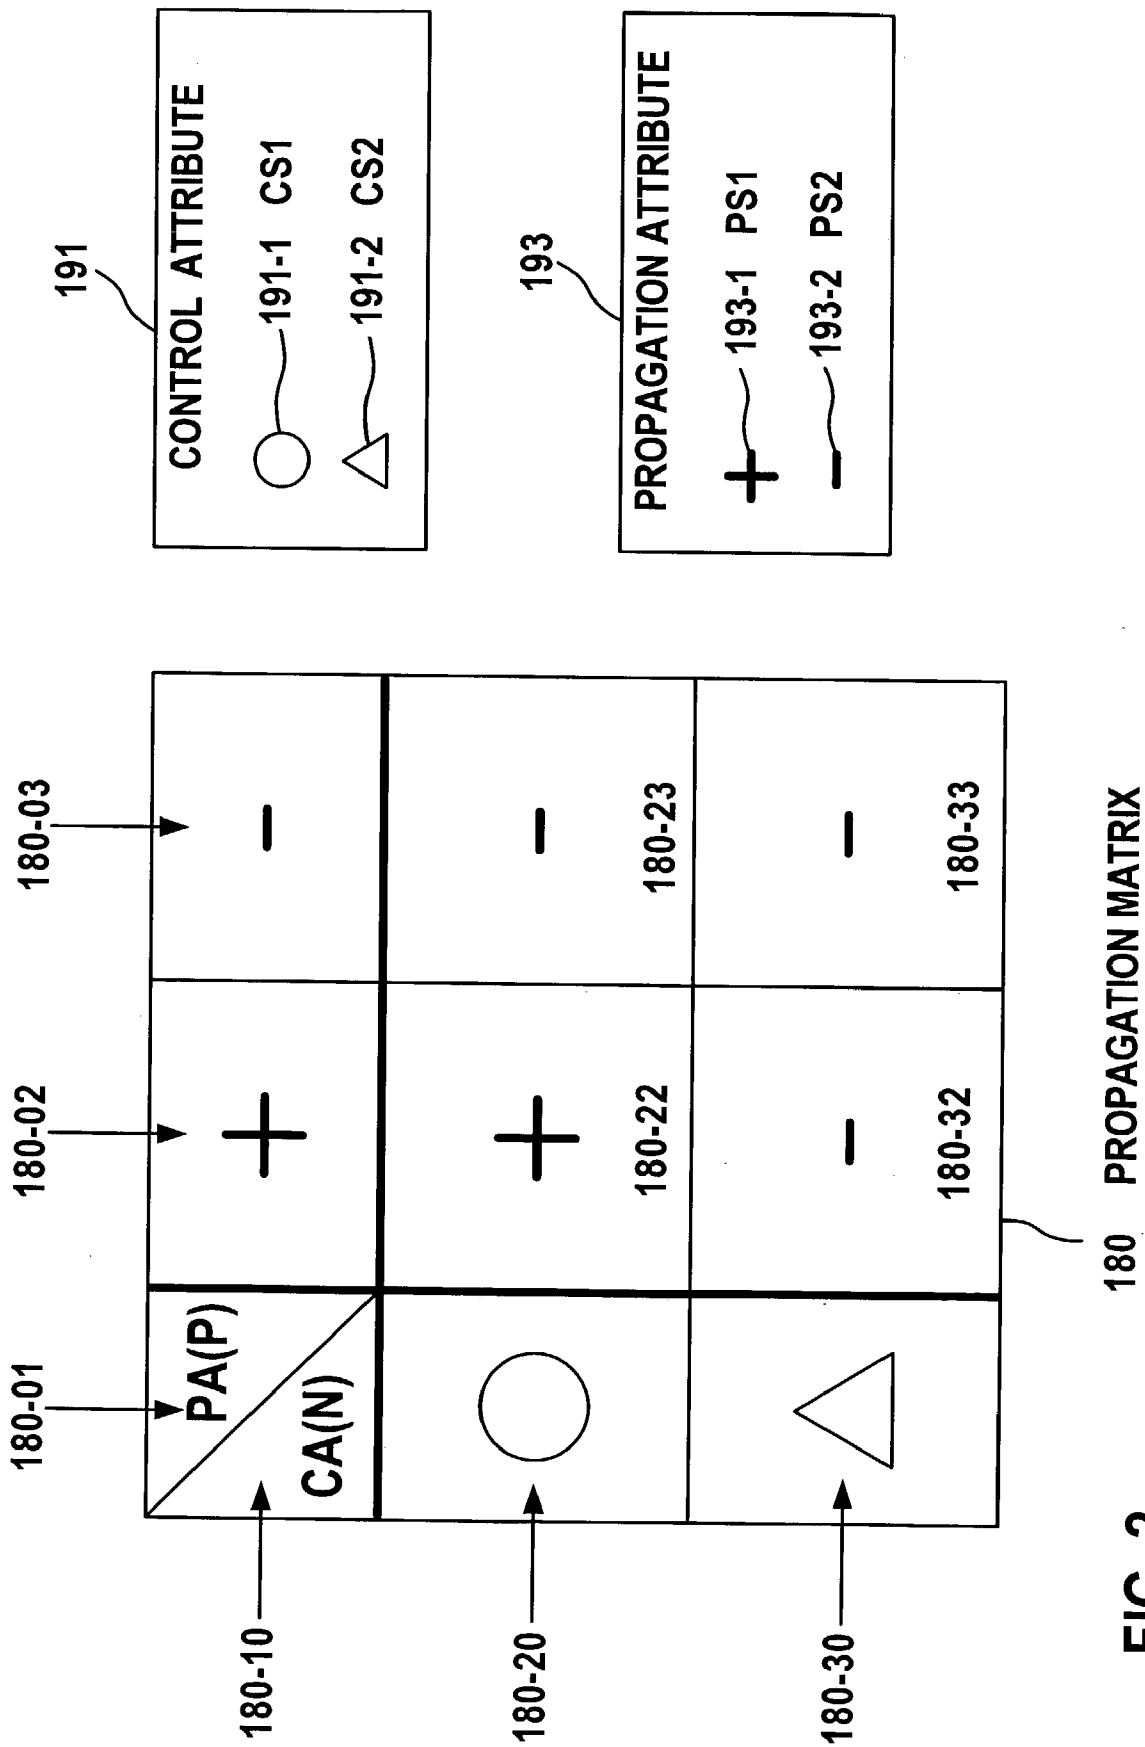 180-01
180-02
180-03
180-10
PA(P)
CA(N)
+
-
180-20
+
-
180-22
180-23
180-30
-
-
180-32
180-33
180 PROPAGATION MATRIX
191
CONTROL ATTRIBUTE
191-1 CS1
191-2 CS2
193
PROPAGATION ATTRIBUTE
+ 193-1 PS1
- 193-2 PS2
FIG.